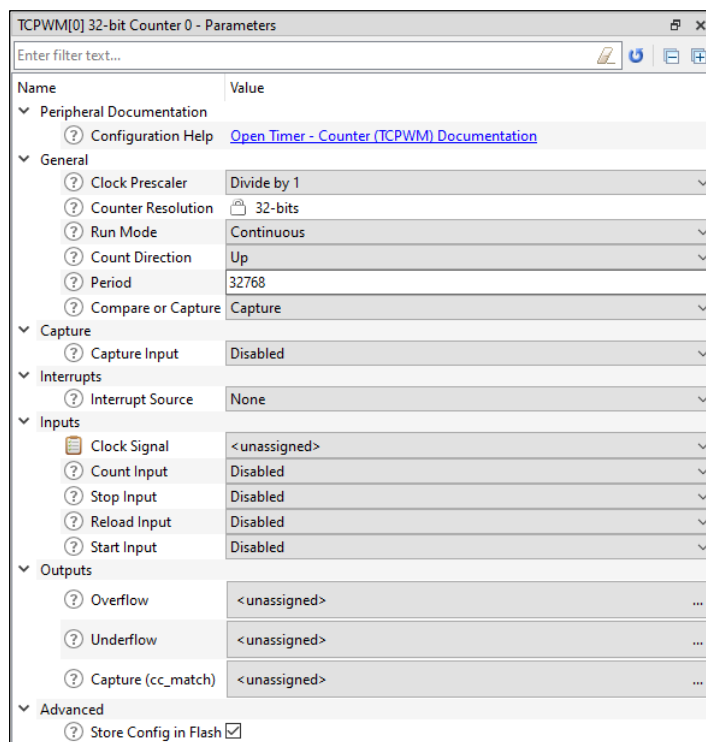 TCPWM[0] 32-bit Counter 0 - Parameters
Enter filter text...
Name Value
Peripheral Documentation
Configuration Help Open Timer - Counter (TCPWM) Documentation
General
Clock Prescaler Divide by 1
Counter Resolution 32-bits
Run Mode Continuous
Count Direction Up
Period 32768
Compare or Capture Capture
Capture
Capture Input Disabled
Interrupts
Interrupt Source None
Inputs
Clock Signal <unassigned>
Count Input Disabled
Stop Input Disabled
Reload Input Disabled
Start Input Disabled
Outputs
Overflow <unassigned> ...
Underflow <unassigned> ...
Capture (cc_match) <unassigned> ...
Advanced
Store Config in Flash